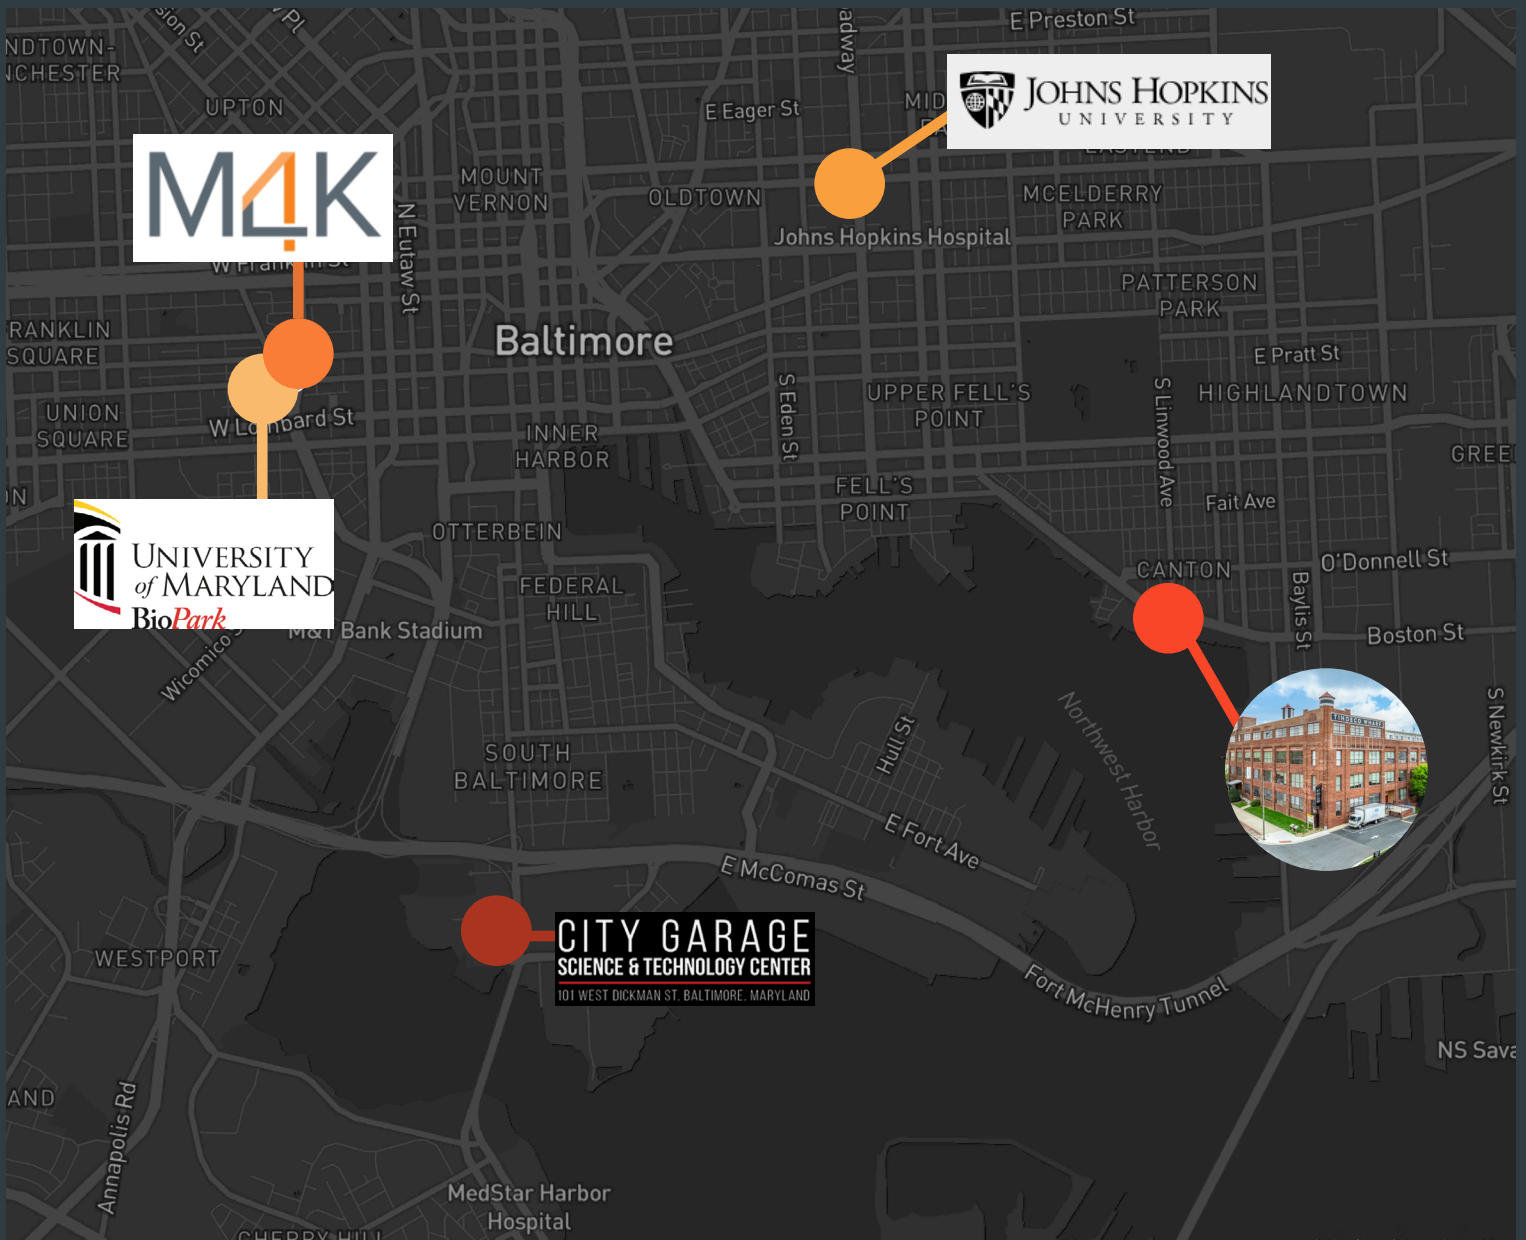 E Preston St
NDTOWN-
NCHESTER
UPTON
E Eager St
JOHNS HOPKINS
UNIVERSITY
M4K
MOUNT
VERNON
OLDTOWN
MCELDERRY
PARK
N Eutaw St
Johns Hopkins Hospital
PATTERSON
PARK
RANKLIN
SQUARE
Baltimore
E Pratt St
S Eden St
UPPER FELL'S
POINT
S Linwood Ave
HIGHLANDTOWN
UNION
SQUARE
W Lombard St
INNER
HARBOR
FELL'S
POINT
Fait Ave
OTTERBEIN
UNIVERSITY
of MARYLAND
BioPark
FEDERAL
HILL
CANTON
O'Donnell St
Baylis St
Boston St
M&T Bank Stadium
Wicomico S
Northwest Harbor
Hull St
TINDECO WHARF
S Newkirk St
SOUTH
BALTIMORE
E Fort Ave
E McComas St
CITY GARAGE
SCIENCE & TECHNOLOGY CENTER
101 WEST DICKMAN ST, BALTIMORE, MARYLAND
WESTPORT
Fort McHenry Tunnel
NS Sava
AND
Annapolis Rd
MedStar Harbor
Hospital
CHERRY HILL